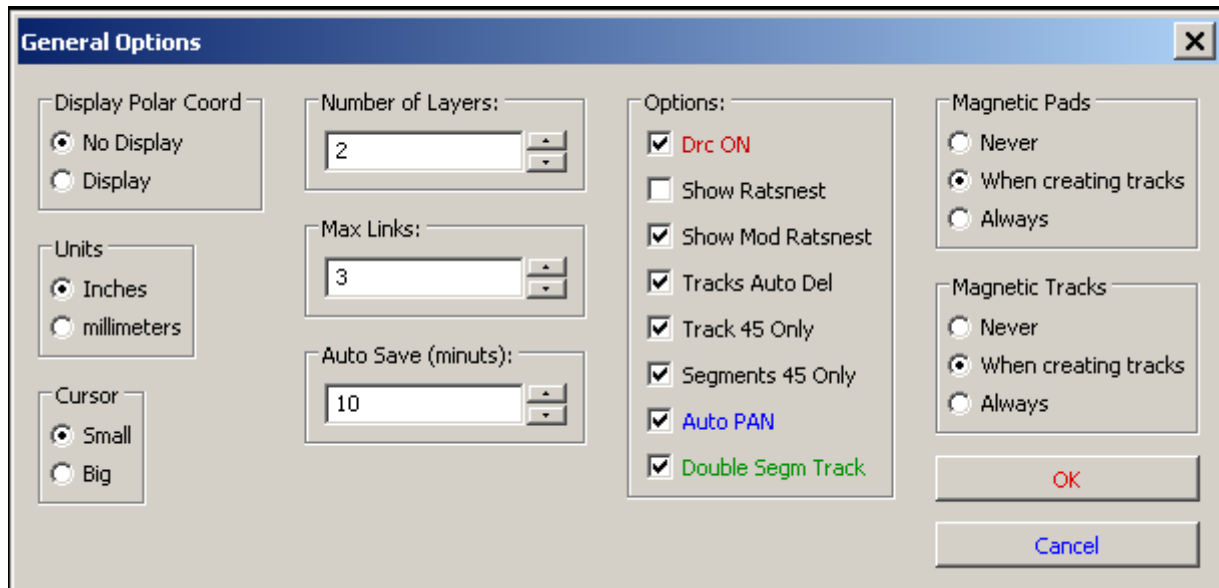 General Options
Display Polar Coord
No Display
Display
Units
Inches
millimeters
Cursor
Small
Big
Number of Layers:
2
Max Links:
3
Auto Save (minuts):
10
Options:
Drc ON
Show Ratsnest
Show Mod Ratsnest
Tracks Auto Del
Track 45 Only
Segments 45 Only
Auto PAN
Double Segm Track
Magnetic Pads
Never
When creating tracks
Always
Magnetic Tracks
Never
When creating tracks
Always
OK
Cancel